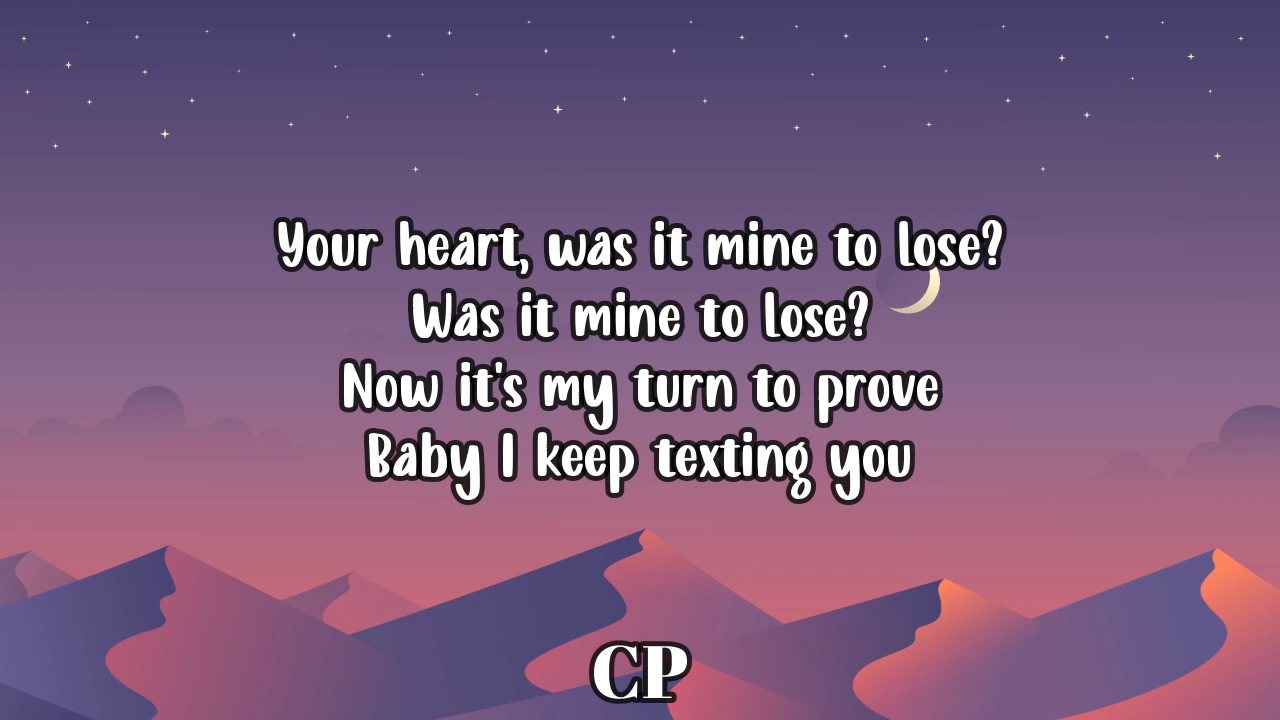 Your heart, was it mine to lose?
Was it mine to lose?
Now it's my turn to prove
Baby I keep texting you
CP